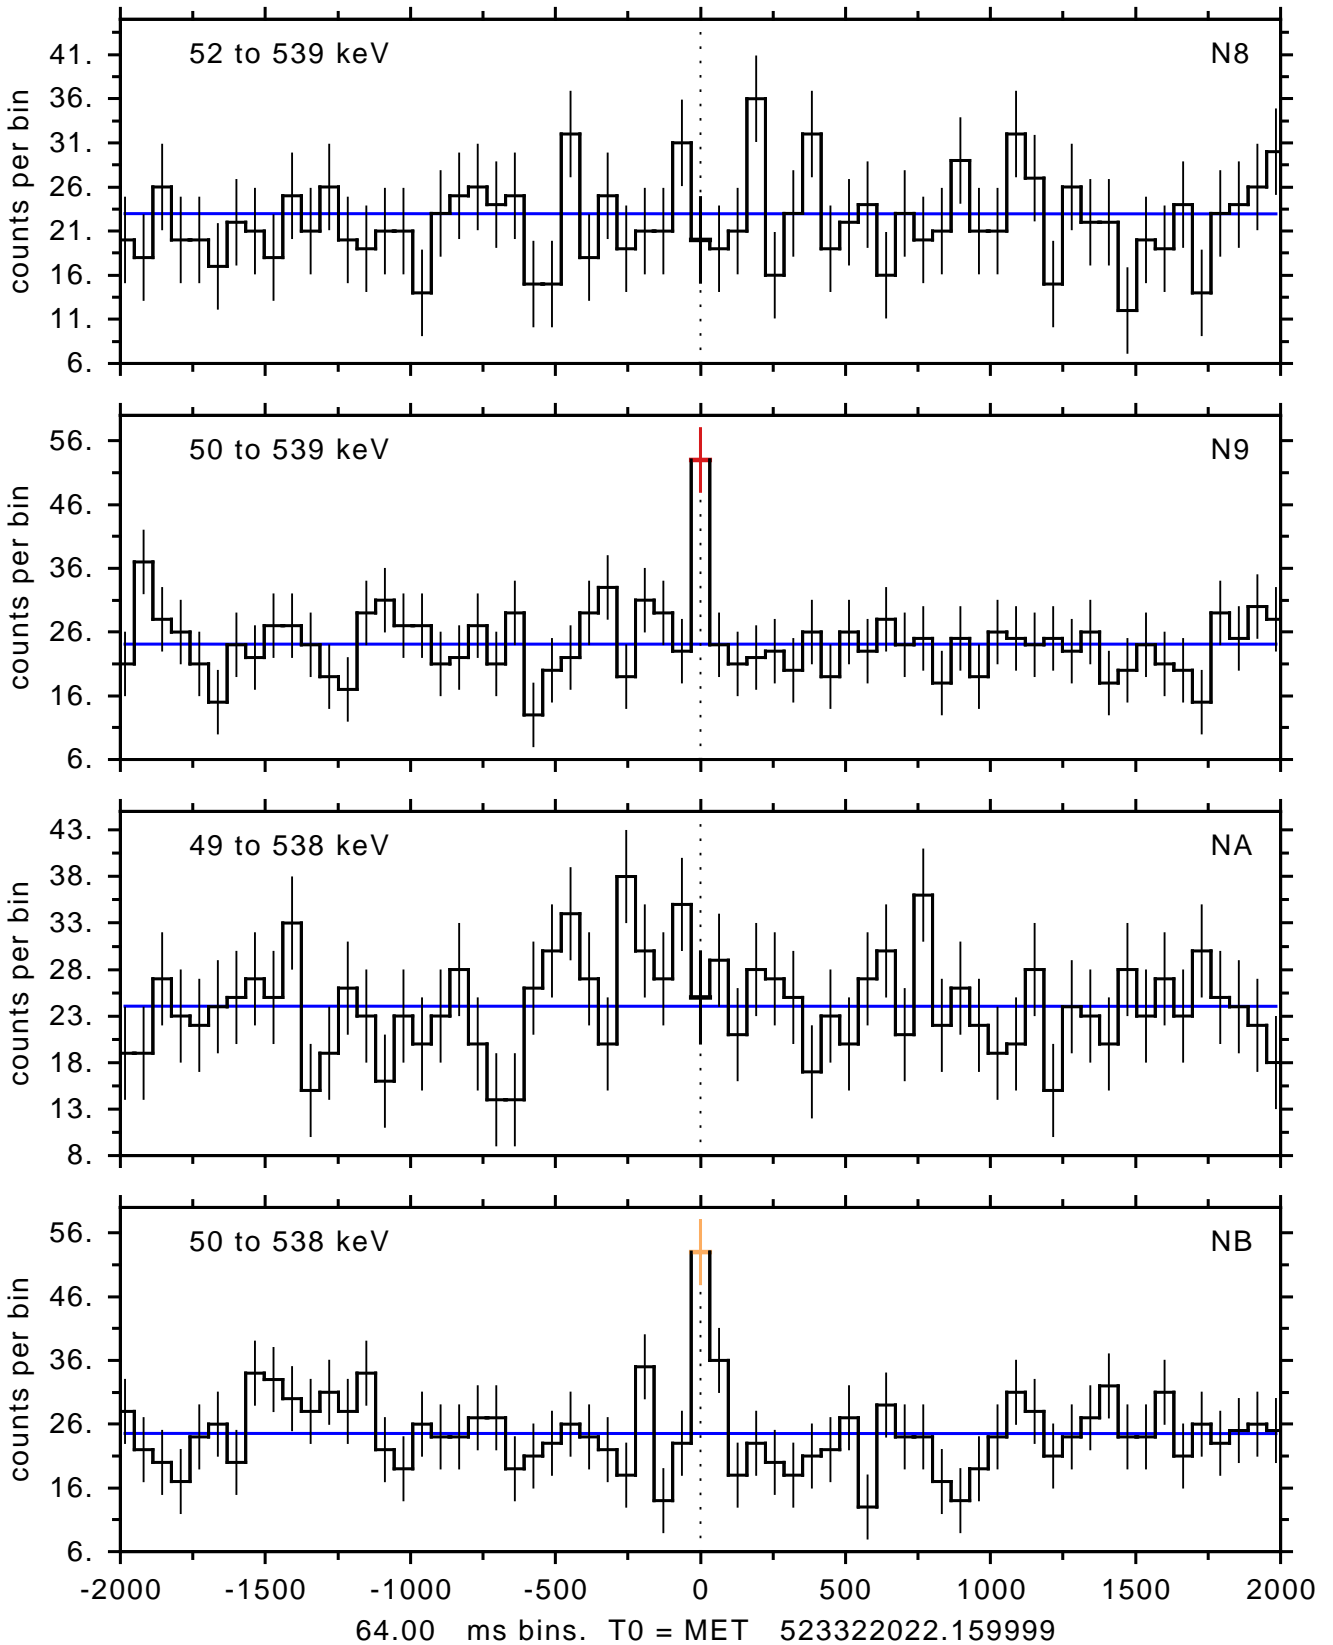 52 to 539 keV N8
41.
36.
31.
26.
21.
16.
11.
6.
counts per bin
50 to 539 keV N9
56.
46.
36.
26.
16.
6.
counts per bin
49 to 538 keV NA
43.
38.
33.
28.
23.
18.
13.
8.
counts per bin
50 to 538 keV NB
56.
46.
36.
26.
16.
6.
counts per bin
-2000 -1500 -1000 -500 0 500 1000 1500 2000
64.00 ms bins. T0 = MET 523322022.159999